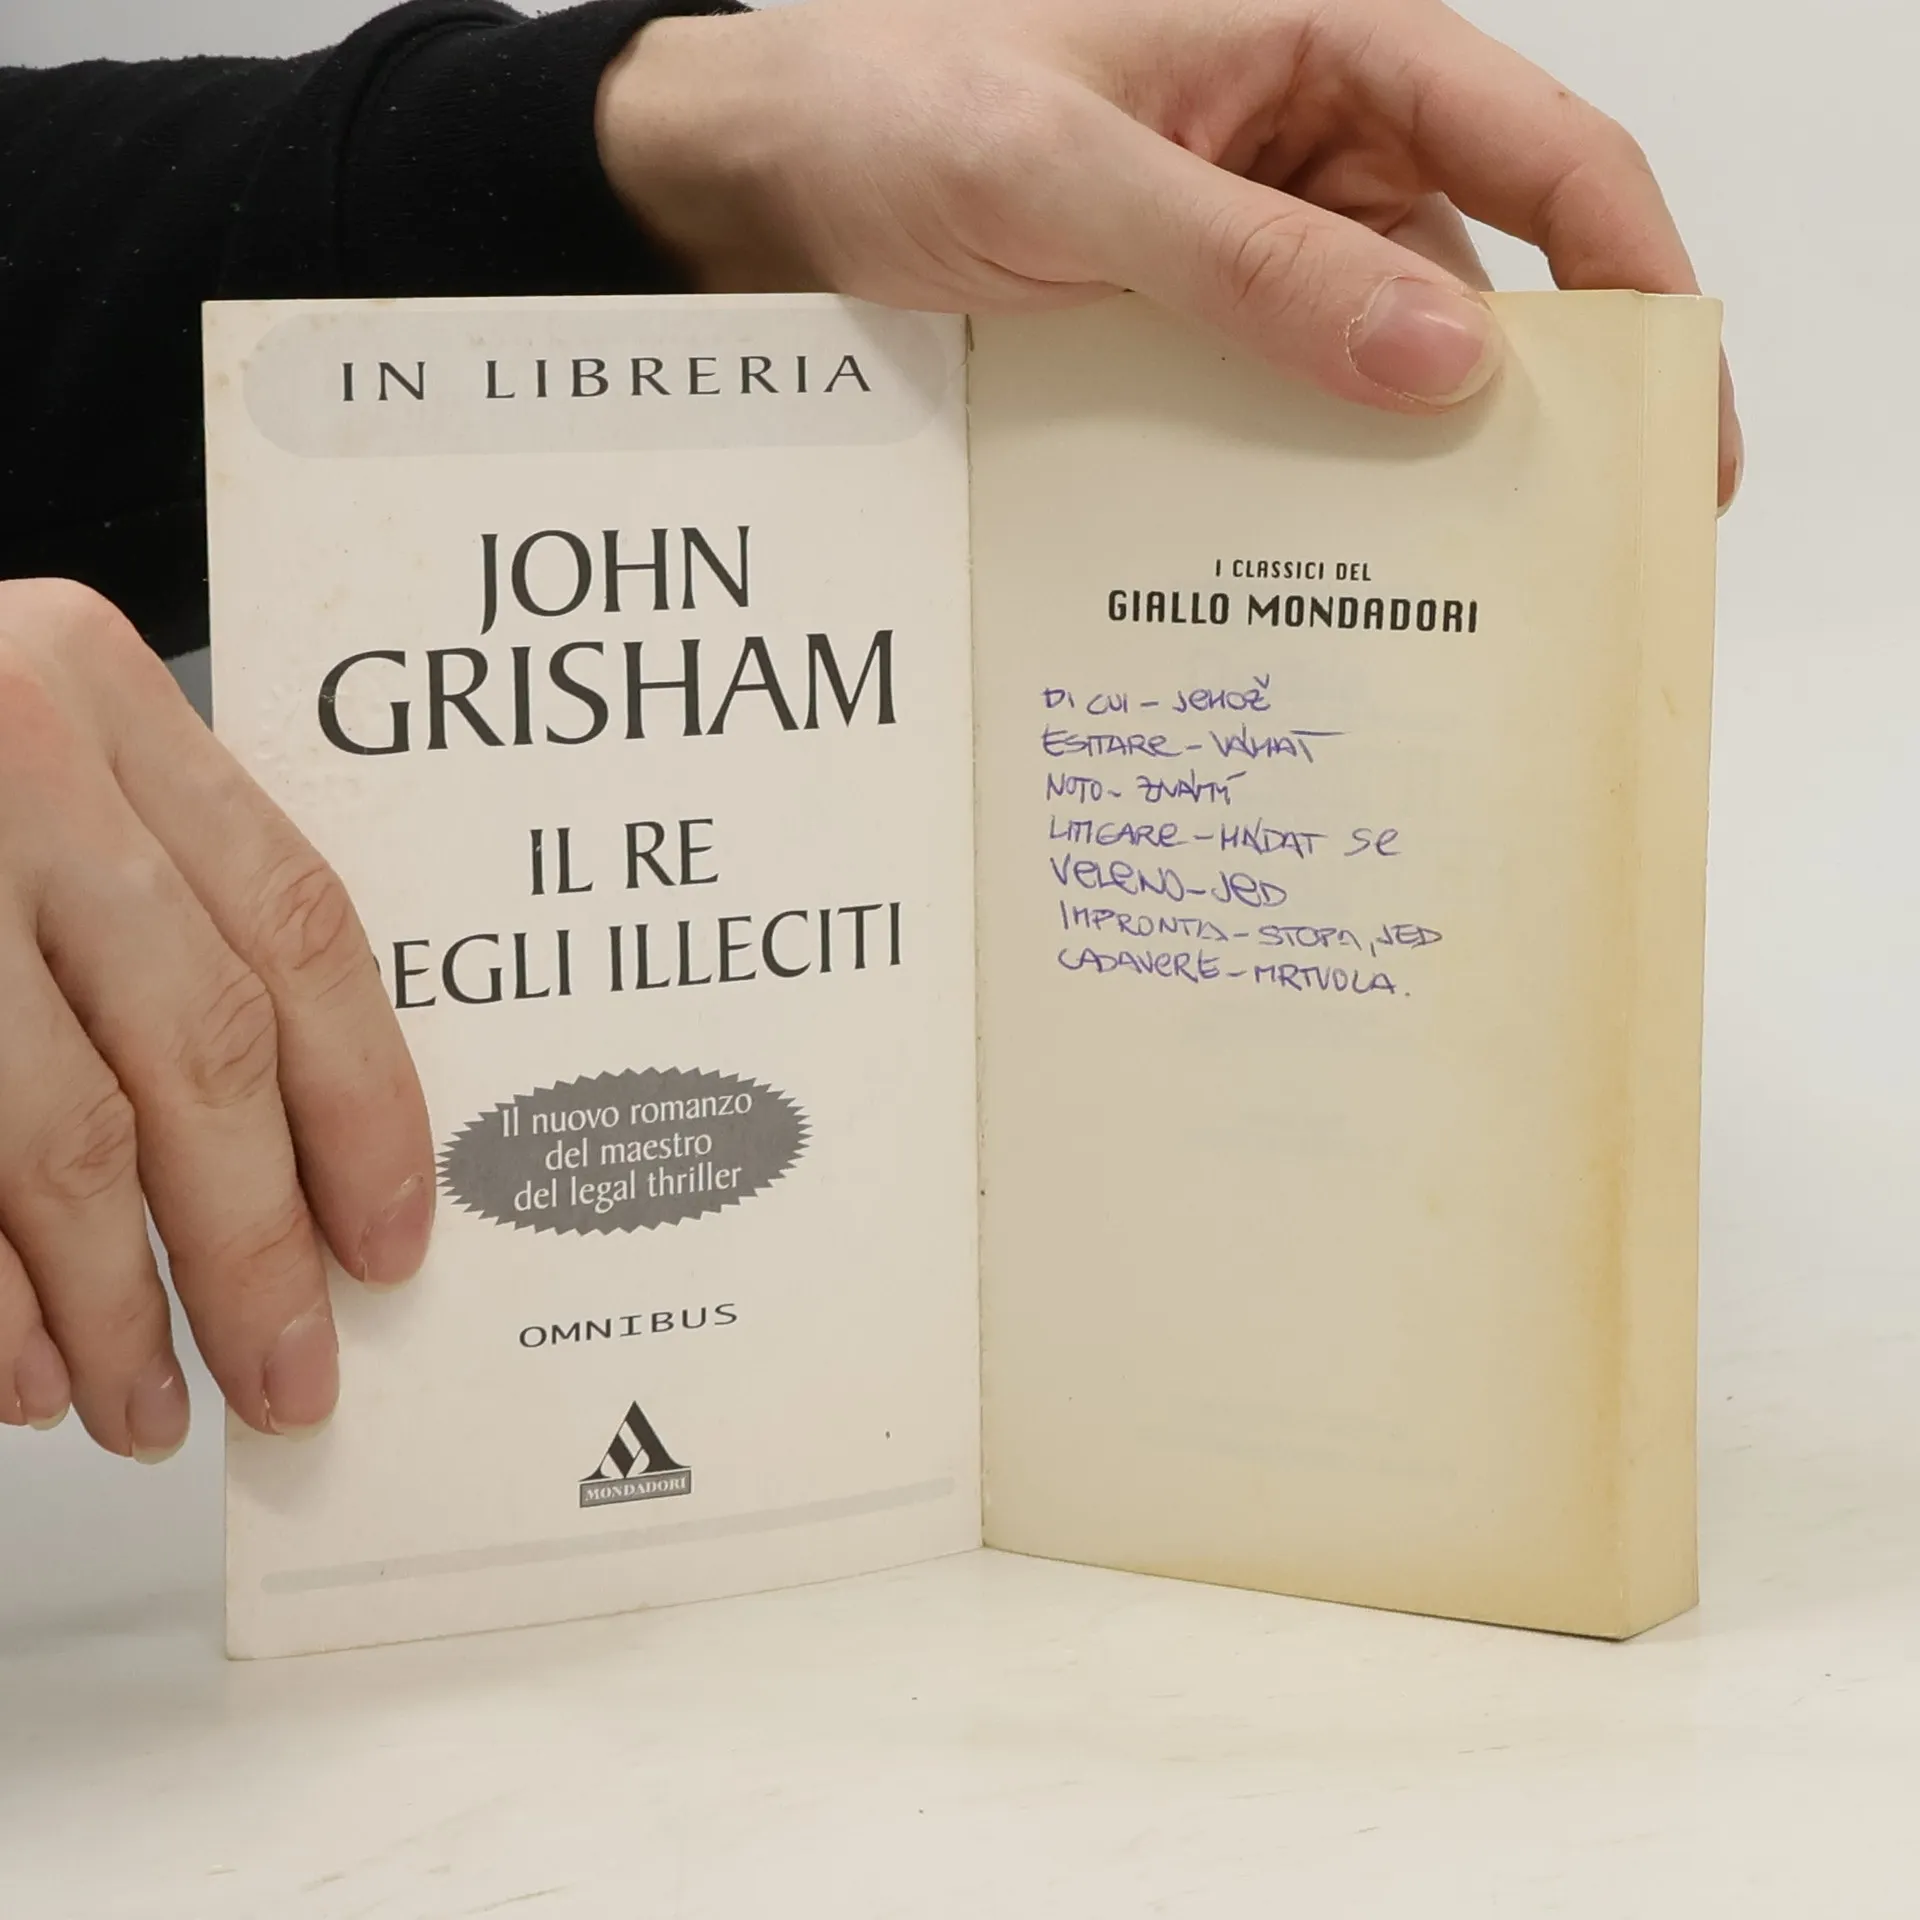 IN LIBRERIA
JOHN
GRISHAM
IL RE
EGLI ILLECITI
Il nuovo romanzo
del maestro
del legal thriller
OMNIBUS
MONDADORI
I CLASSICI DEL
GIALLO MONDADORI
DI CUI – JEHOŽ
ESITARE – VÁHAT
NOTO – ZNÁMÝ
LITIGARE – HÁDAT SE
VELENO – JED
IMPRONTA – STOPA, JED
CADAVERE – MRTVOLA.